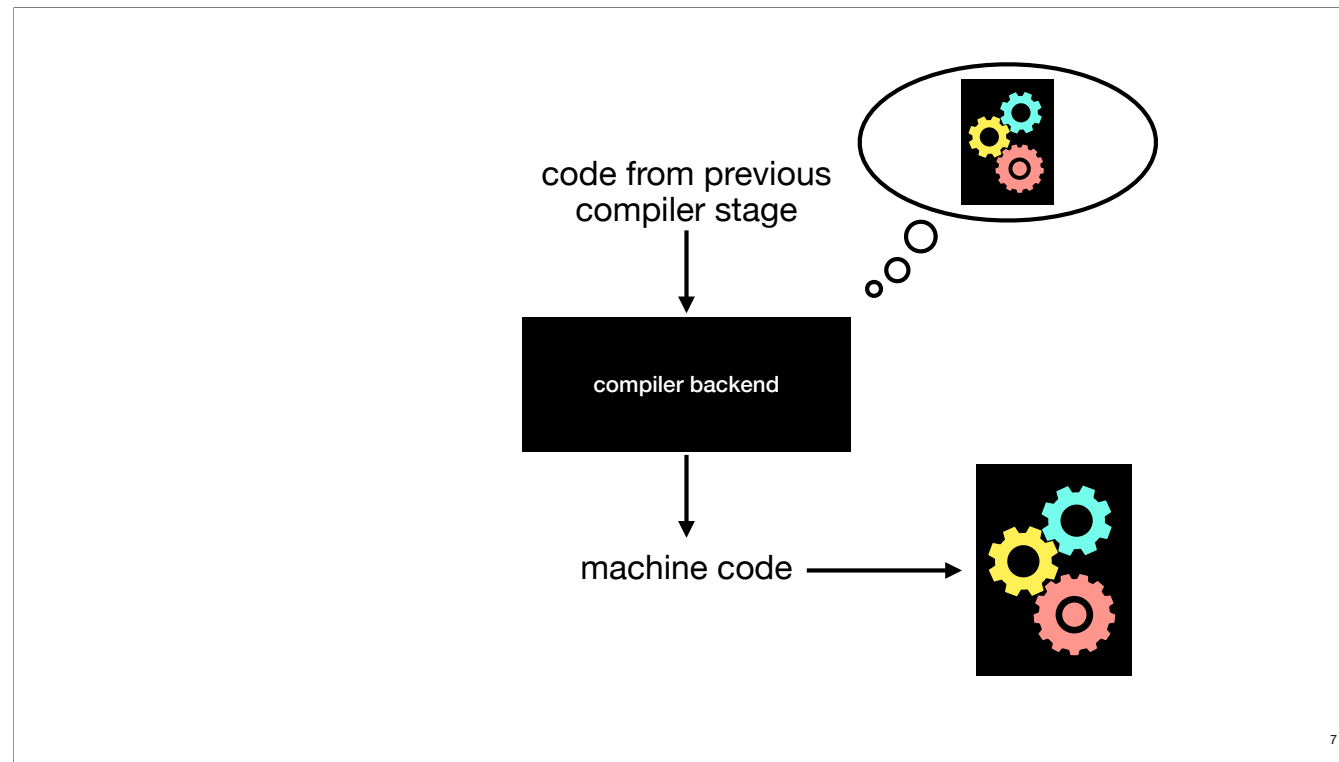 code from previous
compiler stage
compiler backend
machine code
7